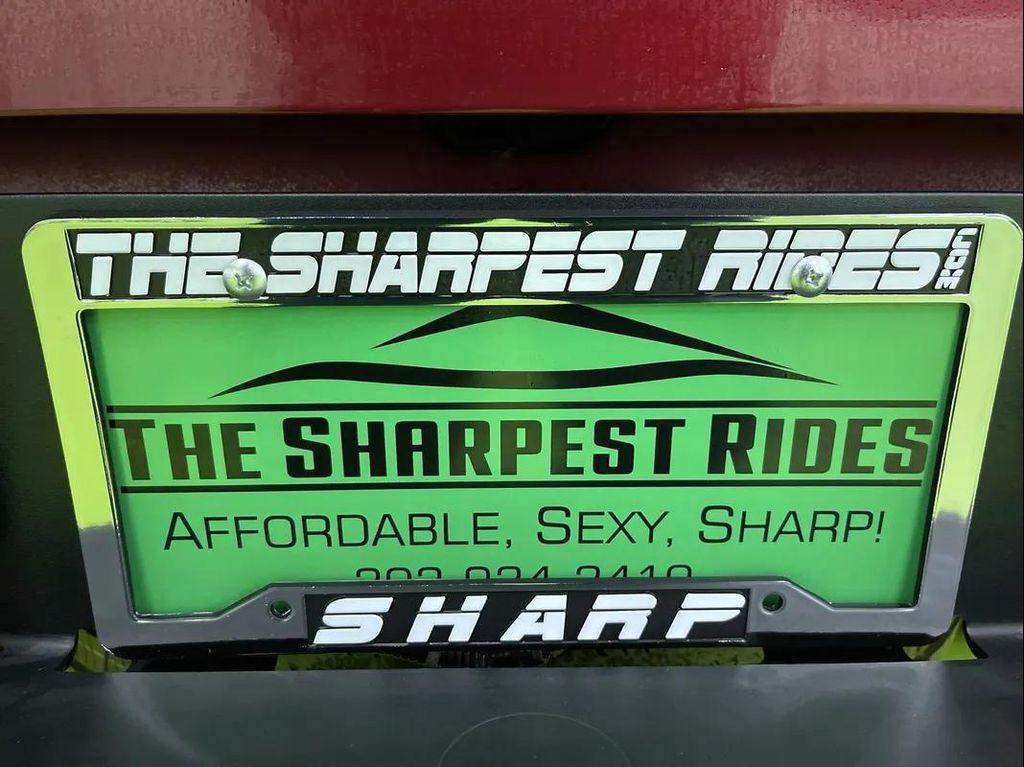 THE SHARPEST RIDES.COM
THE SHARPEST RIDES
AFFORDABLE, SEXY, SHARP!
SHARP